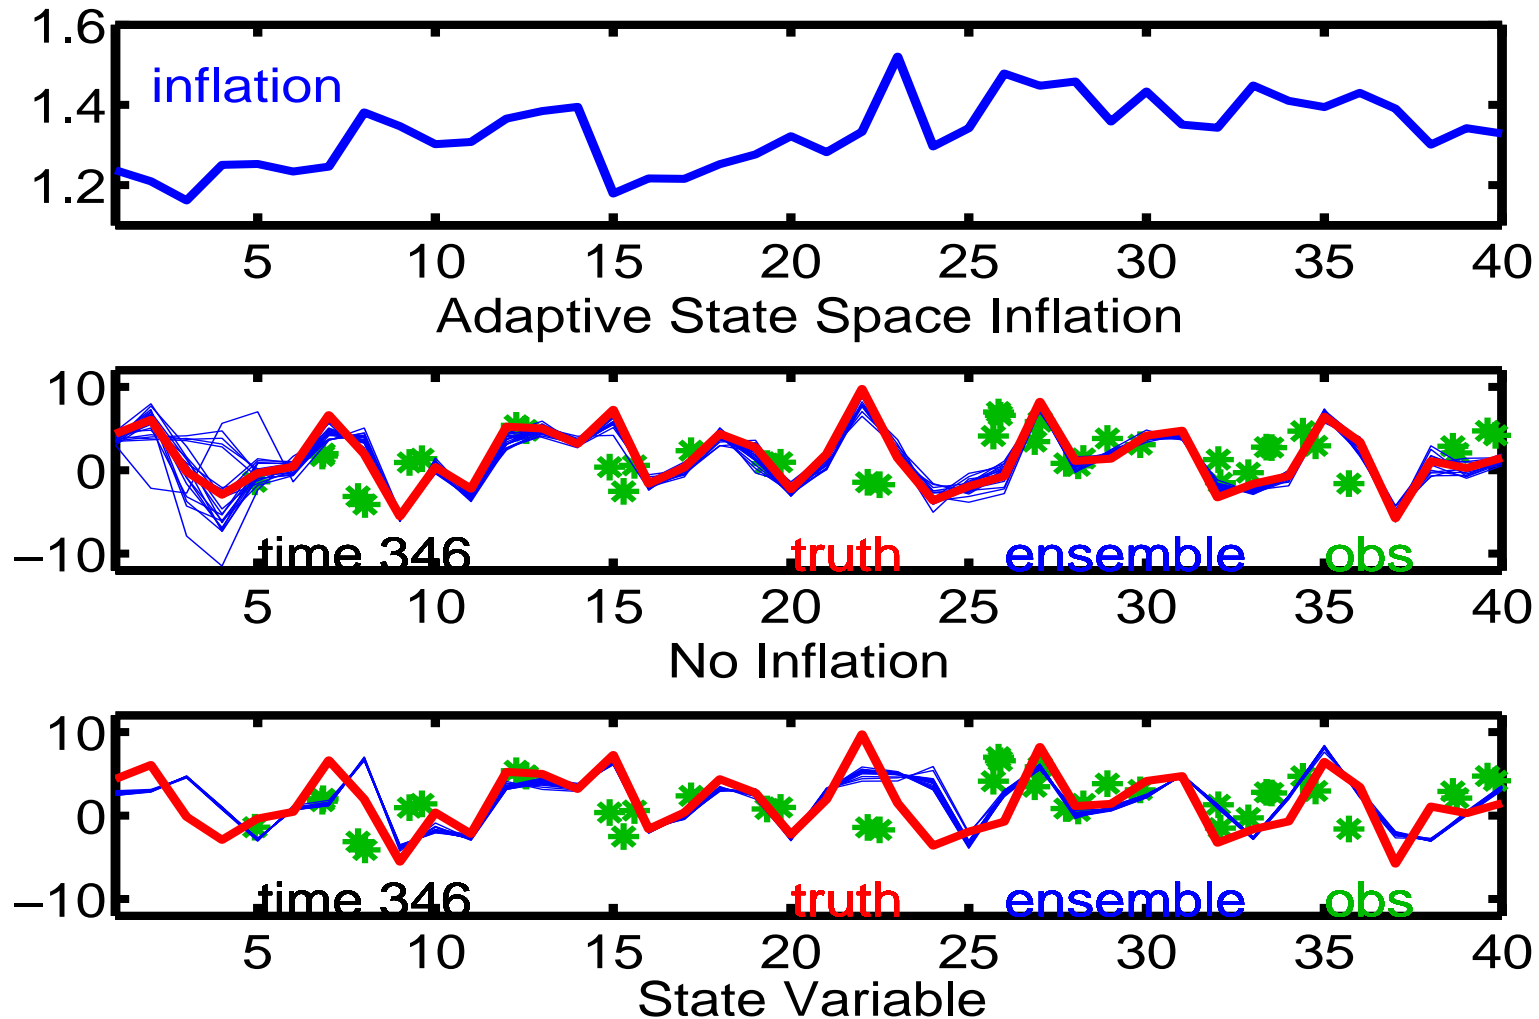 1.6
inflation
1.4
1.2
5 10 15 20 25 30 35 40
Adaptive State Space Inflation
10
0
−10
time 346 truth ensemble obs
5 10 15 20 25 30 35 40
No Inflation
10
0
−10
time 346 truth ensemble obs
5 10 15 20 25 30 35 40
State Variable